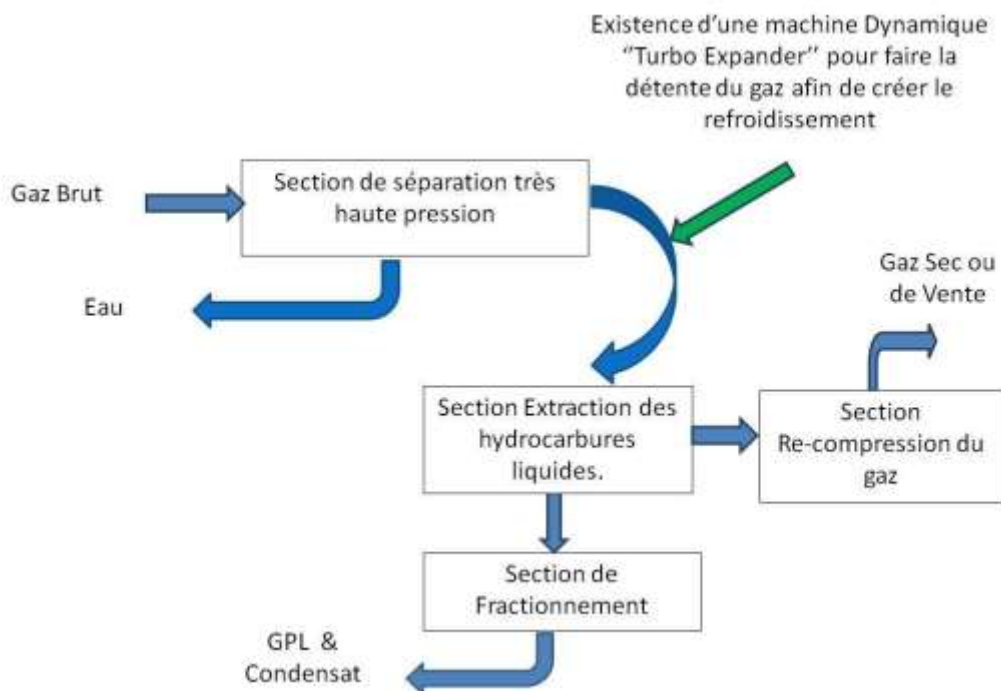 Existence d’une machine Dynamique
‘’Turbo Expander’’ pour faire la
détente du gaz afin de créer le
refroidissement
Gaz Brut
Section de séparation très
haute pression
Eau
Gaz Sec ou
de Vente
Section Extraction des
hydrocarbures
liquides.
Section
Re-compression du
gaz
Section de
Fractionnement
GPL &
Condensat